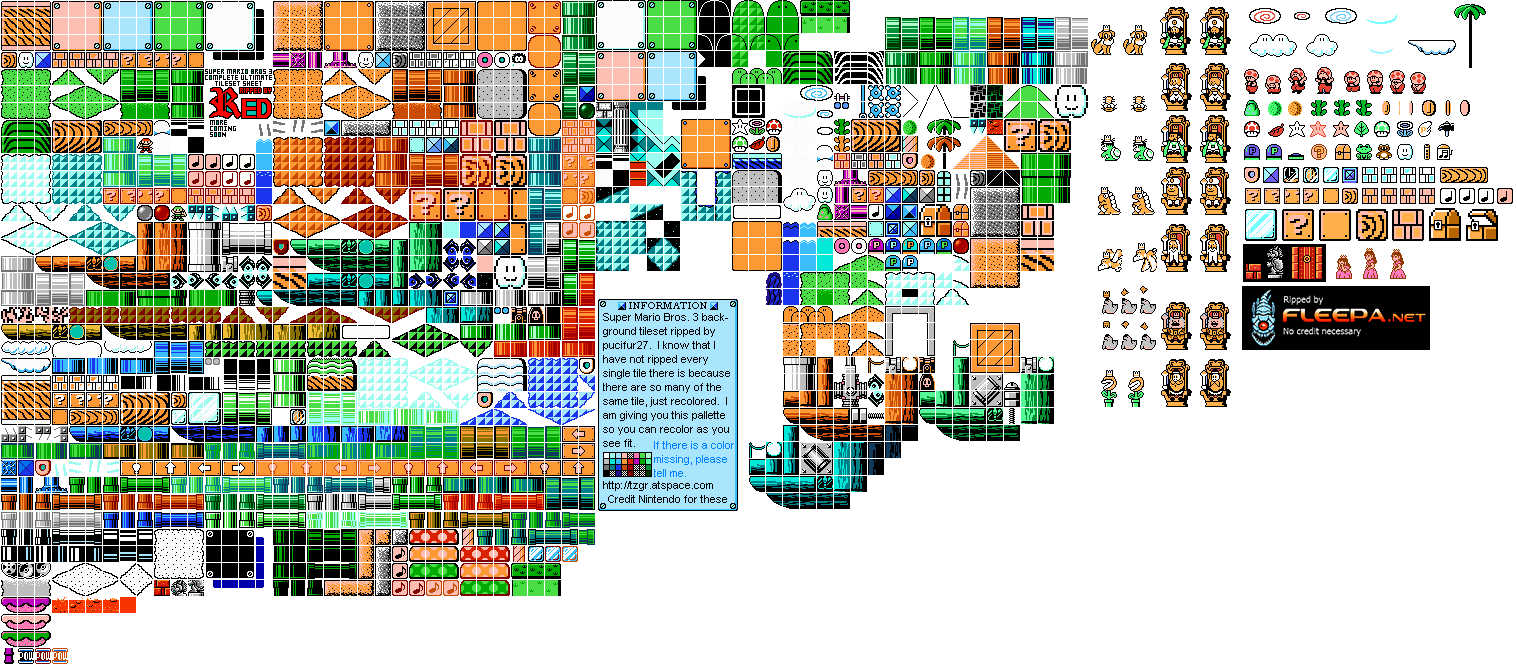 SUPER MARIO BROS 3
COMPLETE ULTIMATE
TILESET SHEET
RIPPED BY
RED
MORE
COMING
SOON
INFORMATION
Super Mario Bros. 3 back-
ground tileset ripped by
pucifur27. I know that I
have not ripped every
single tile there is because
there are so many of the
same tile, just recolored. I
am giving you this pallette
so you can recolor as you
see fit.
If there is a color
missing, please
tell me.
http://tzgr.atspace.com
Credit Nintendo for these
Ripped by
FLEEPA.NET
No credit necessary